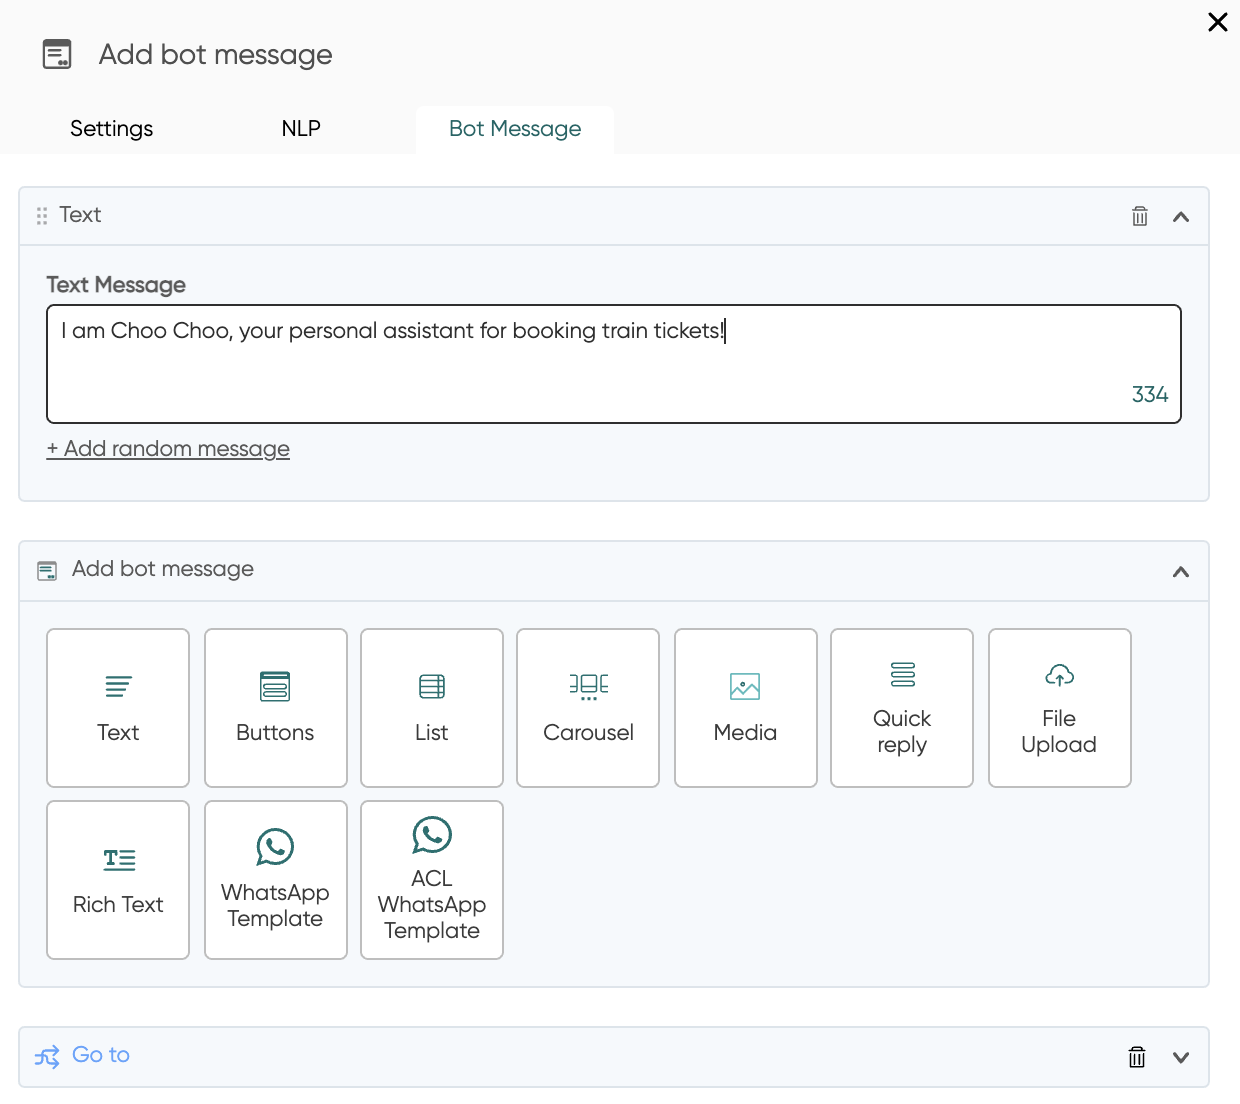 Add bot message
Settings
NLP
Bot Message
Text
Text Message
I am Choo Choo, your personal assistant for booking train tickets!
334
+ Add random message
Add bot message
Text
Buttons
List
Carousel
Media
Quick
reply
File
Upload
Rich Text
WhatsApp
Template
ACL
WhatsApp
Template
Go to